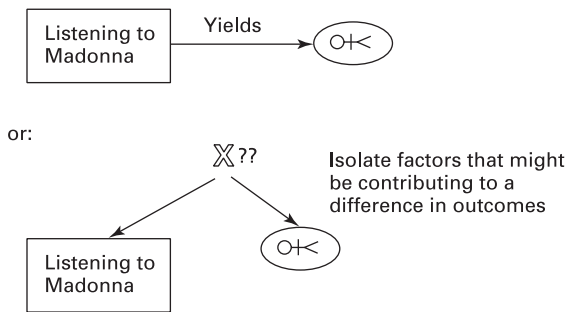 Listening to
Madonna
Yields
or:
X??
Isolate factors that might
be contributing to a
difference in outcomes
Listening to
Madonna